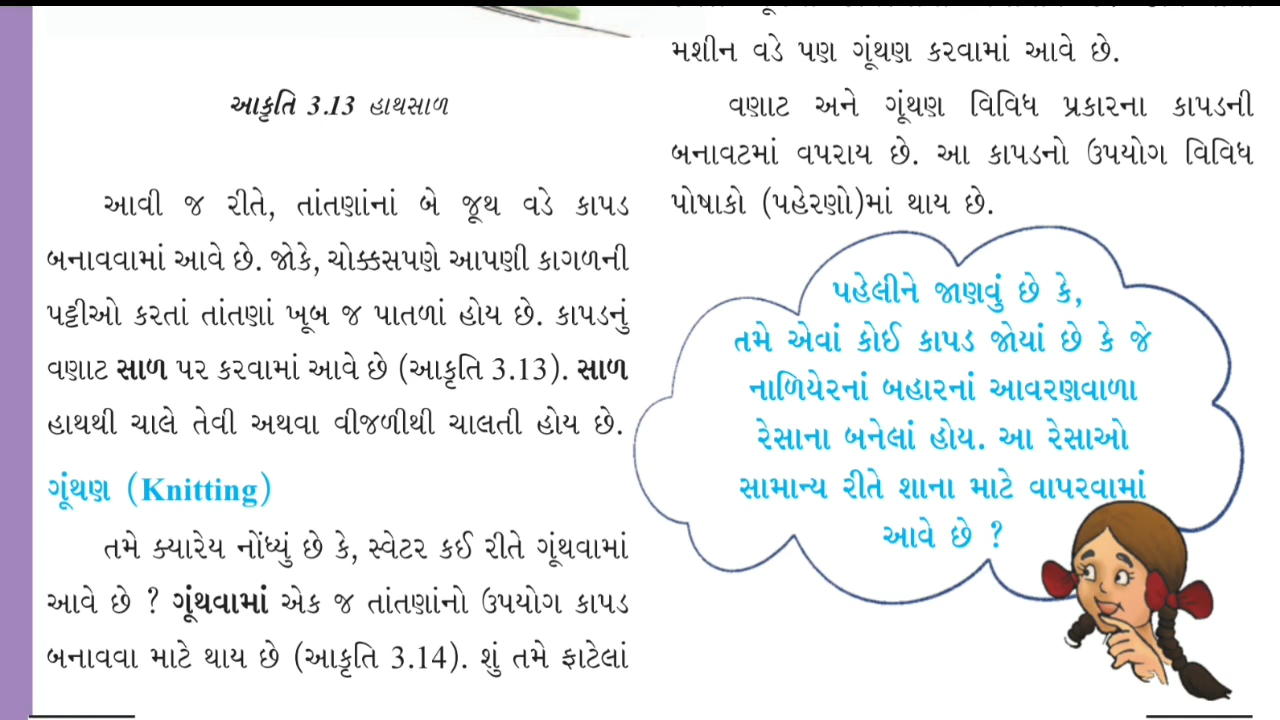 આકૃતિ 3.13 હાથસાળ
આવી જ રીતે, તાંતણાંનાં બે જૂથ વડે કાપડ
બનાવવામાં આવે છે. જોકે, ચોક્કસપણે આપણી કાગળની
પટ્ટીઓ કરતાં તાંતણાં ખૂબ જ પાતળાં હોય છે. કાપડનું
વણાટ સાળ પર કરવામાં આવે છે (આકૃતિ 3.13). સાળ
હાથથી ચાલે તેવી અથવા વીજળીથી ચાલતી હોય છે.
ગૂંથણ (Knitting)
તમે ક્યારેય નોંધ્યું છે કે, સ્વેટર કઈ રીતે ગૂંથવામાં
આવે છે ? ગૂંથવામાં એક જ તાંતણાંનો ઉપયોગ કાપડ
બનાવવા માટે થાય છે (આકૃતિ 3.14). શું તમે ફાટેલાં
મશીન વડે પણ ગૂંથણ કરવામાં આવે છે.
વણાટ અને ગૂંથણ વિવિધ પ્રકારના કાપડની
બનાવટમાં વપરાય છે. આ કાપડનો ઉપયોગ વિવિધ
પોષાકો (પહેરણો)માં થાય છે.
પહેલીને જાણવું છે કે,
તમે એવાં કોઈ કાપડ જોયાં છે કે જે
નાળિયેરનાં બહારનાં આવરણવાળા
રેસાના બનેલાં હોય. આ રેસાઓ
સામાન્ય રીતે શાના માટે વાપરવામાં
આવે છે ?